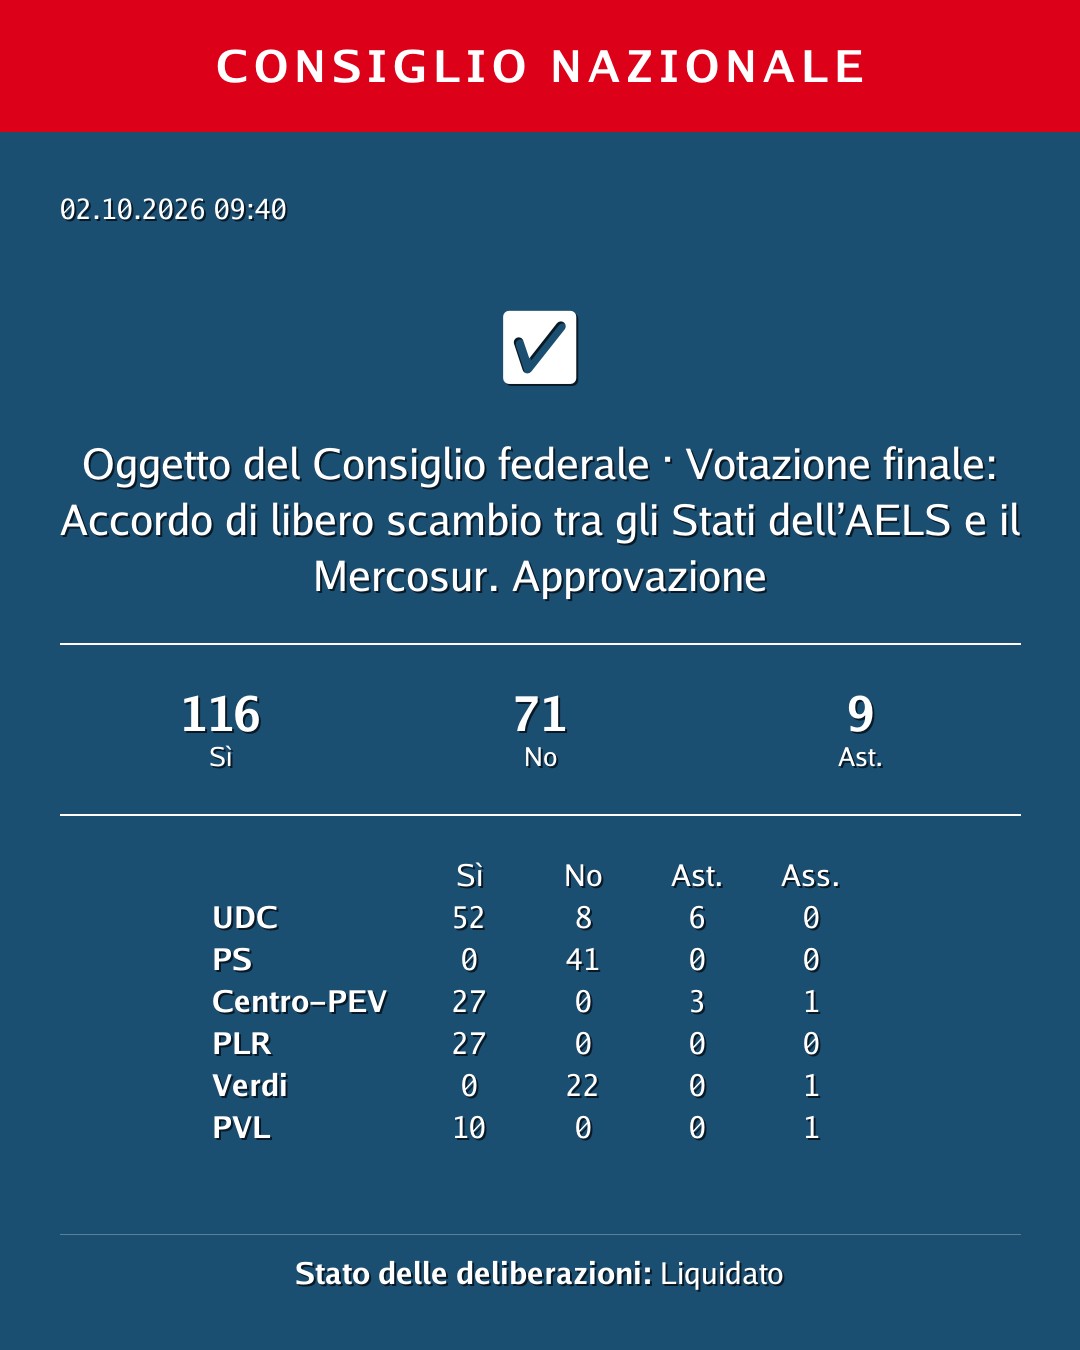 CONSIGLIO NAZIONALE
02.10.2026 09:40
Oggetto del Consiglio federale · Votazione finale:
Accordo di libero scambio tra gli Stati dell’AELS e il
Mercosur. Approvazione
116 71 9
Sì No Ast.
Sì No Ast. Ass.
UDC 52 8 6 0
PS 0 41 0 0
Centro–PEV 27 0 3 1
PLR 27 0 0 0
Verdi 0 22 0 1
PVL 10 0 0 1
Stato delle deliberazioni: Liquidato